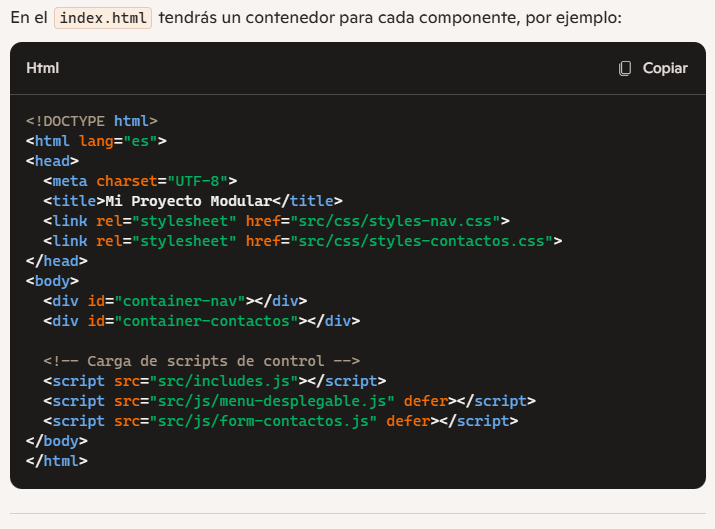 En el index.html tendrás un contenedor para cada componente, por ejemplo:
Html Copiar
<!DOCTYPE html>
<html lang="es">
<head>
  <meta charset="UTF-8">
  <title>Mi Proyecto Modular</title>
  <link rel="stylesheet" href="src/css/styles-nav.css">
  <link rel="stylesheet" href="src/css/styles-contactos.css">
</head>
<body>
  <div id="container-nav"></div>
  <div id="container-contactos"></div>

  <!-- Carga de scripts de control -->
  <script src="src/includes.js"></script>
  <script src="src/js/menu-desplegable.js" defer></script>
  <script src="src/js/form-contactos.js" defer></script>
</body>
</html>